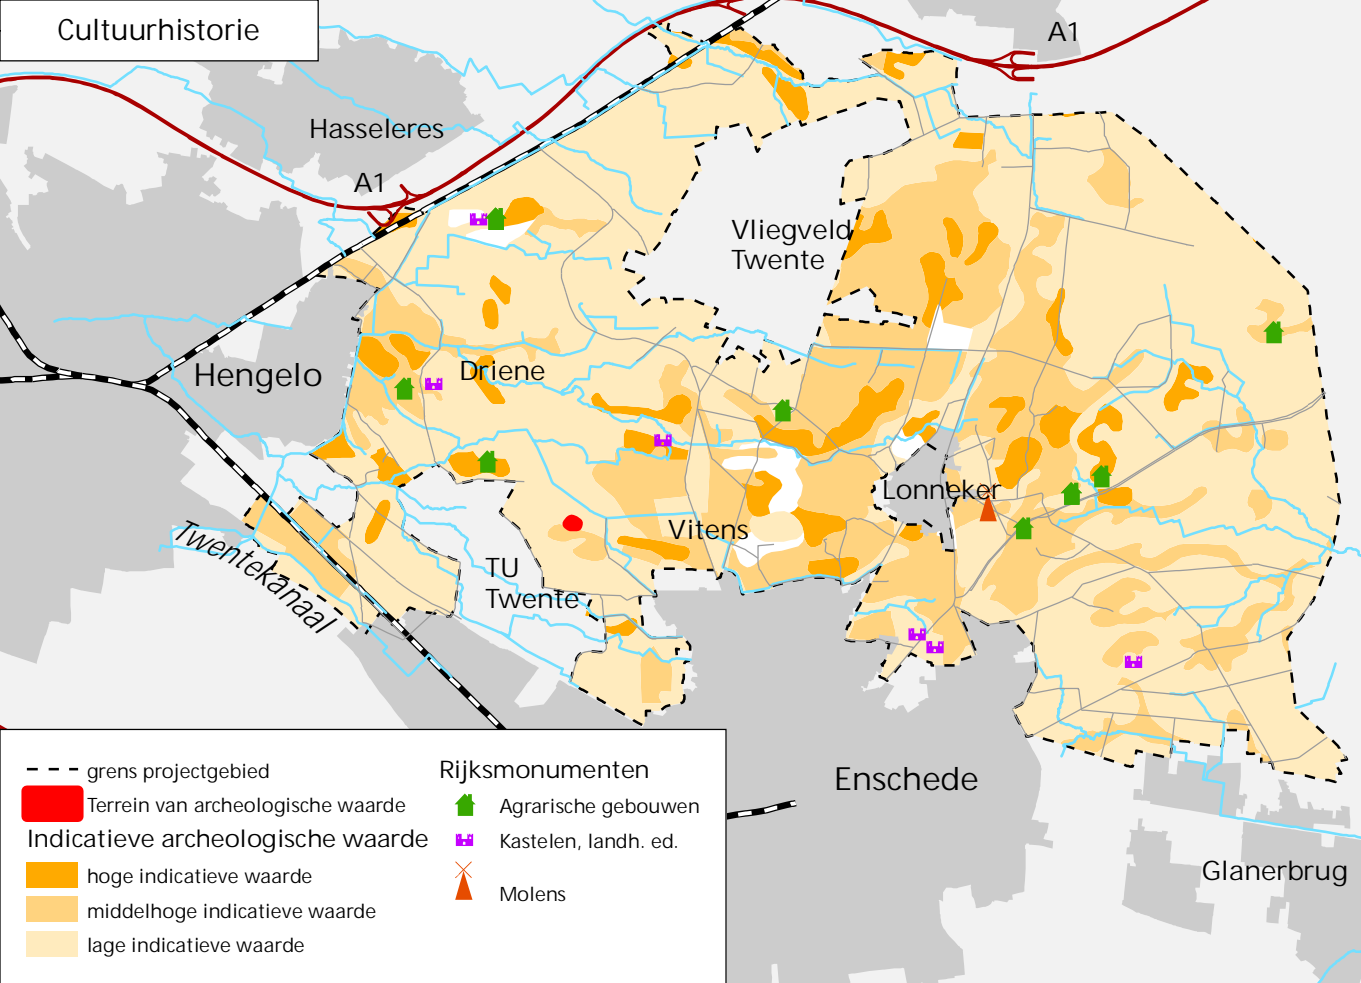 Cultuurhistorie
A1
Hasseleres
A1
Vliegveld
Twente
Hengelo
Driene
Lonneker
Vitens
TU
Twente
Twentekanaal
Enschede
Glanerbrug
grens projectgebied
Terrein van archeologische waarde
Indicatieve archeologische waarde
hoge indicatieve waarde
middelhoge indicatieve waarde
lage indicatieve waarde
Rijksmonumenten
Agrarische gebouwen
Kastelen, landh. ed.
Molens